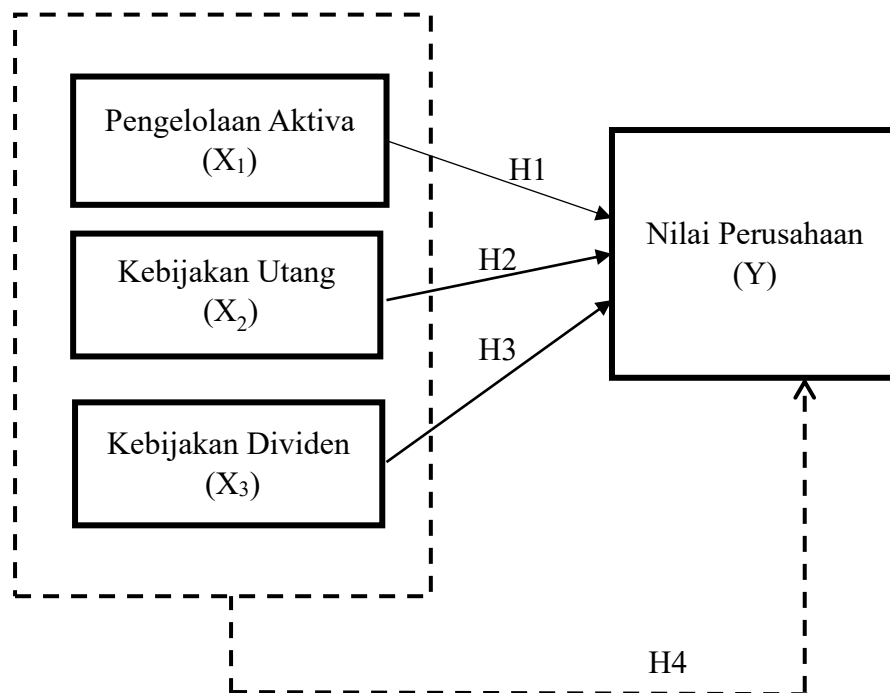 Pengelolaan Aktiva
(X₁)
H1
Kebijakan Utang
(X₂)
H2
Nilai Perusahaan
(Y)
H3
Kebijakan Dividen
(X₃)
H4